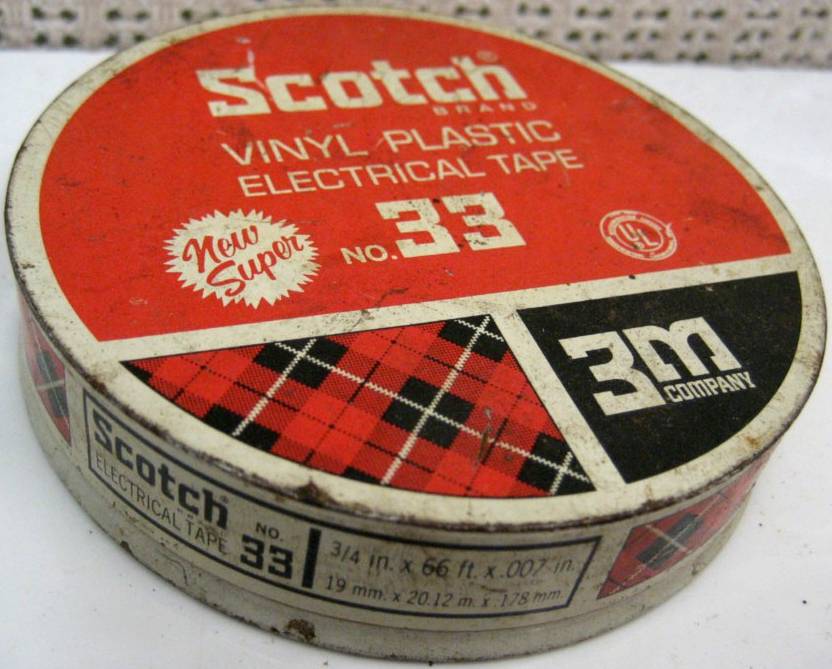 Scotch®
BRAND
VINYL PLASTIC
ELECTRICAL TAPE
New
Super
NO. 33
UL
3M
COMPANY
Scotch®
ELECTRICAL TAPE
NO.
33
3/4 in. x 66 ft. x .007 in.
19 mm. x 20.12 m. x .178 mm.